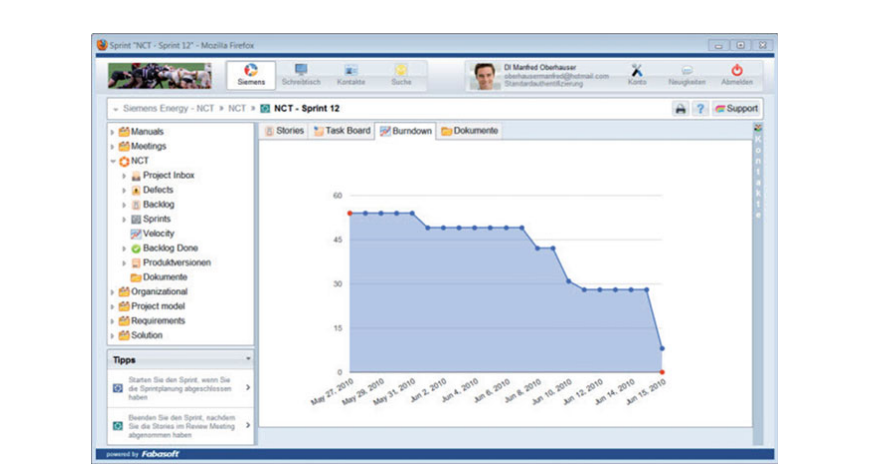 Sprint "NCT - Sprint 12" - Mozilla Firefox
Siemens
Schreibtisch
Kontakte
Suche
DI Manfred Oberhauser
oberhausermanfred@hotmail.com
Standardauthentifizierung
Konto
Neuigkeiten
Abmelden
Siemens Energy - NCT » NCT » NCT - Sprint 12
? Support
Manuals
Meetings
NCT
Project Inbox
Defects
Backlog
Sprints
Velocity
Backlog Done
Produktversionen
Dokumente
Organizational
Project model
Requirements
Solution
Tipps
Starten Sie den Sprint, wenn Sie
die Sprintplanung abgeschlossen
haben
Beenden Sie den Sprint, nachdem
Sie die Stories im Review Meeting
abgenommen haben
Stories Task Board Burndown Dokumente
60
45
30
15
0
May 27, 2010
May 29, 2010
May 31, 2010
Jun 2, 2010
Jun 4, 2010
Jun 6, 2010
Jun 8, 2010
Jun 10, 2010
Jun 12, 2010
Jun 14, 2010
Jun 15, 2010
Kontakte
powered by Fabasoft